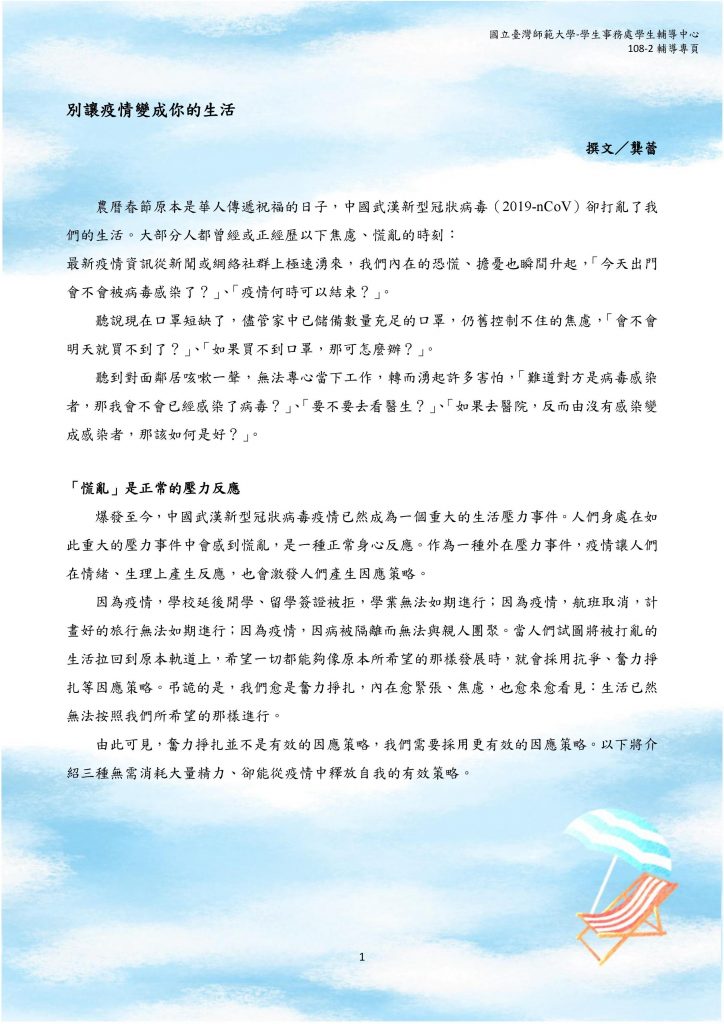 國立臺灣師範大學-學生事務處學生輔導中心
108-2 輔導專頁
別讓疫情變成你的生活
撰文／龔蕾
農曆春節原本是華人傳遞祝福的日子，中國武漢新型冠狀病毒（2019-nCoV）卻打亂了我
們的生活。大部分人都曾經或正經歷以下焦慮、慌亂的時刻：
最新疫情資訊從新聞或網絡社群上極速湧來，我們內在的恐慌、擔憂也瞬間升起，「今天出門
會不會被病毒感染了？」、「疫情何時可以結束？」。
聽說現在口罩短缺了，儘管家中已儲備數量充足的口罩，仍舊控制不住的焦慮，「會不會
明天就買不到了？」、「如果買不到口罩，那可怎麼辦？」。
聽到對面鄰居咳嗽一聲，無法專心當下工作，轉而湧起許多害怕，「難道對方是病毒感染
者，那我會不會已經感染了病毒？」、「要不要去看醫生？」、「如果去醫院，反而由沒有感染變
成感染者，那該如何是好？」。
「慌亂」是正常的壓力反應
爆發至今，中國武漢新型冠狀病毒疫情已然成為一個重大的生活壓力事件。人們身處在如
此重大的壓力事件中會感到慌亂，是一種正常身心反應。作為一種外在壓力事件，疫情讓人們
在情緒、生理上產生反應，也會激發人們產生因應策略。
因為疫情，學校延後開學、留學簽證被拒，學業無法如期進行；因為疫情，航班取消，計
畫好的旅行無法如期進行；因為疫情，因病被隔離而無法與親人團聚。當人們試圖將被打亂的
生活拉回到原本軌道上，希望一切都能夠像原本所希望的那樣發展時，就會採用抗爭、奮力掙
扎等因應策略。弔詭的是，我們愈是奮力掙扎，內在愈緊張、焦慮，也愈來愈看見：生活已然
無法按照我們所希望的那樣進行。
由此可見，奮力掙扎並不是有效的因應策略，我們需要採用更有效的因應策略。以下將介
紹三種無需消耗大量精力、卻能從疫情中釋放自我的有效策略。
1